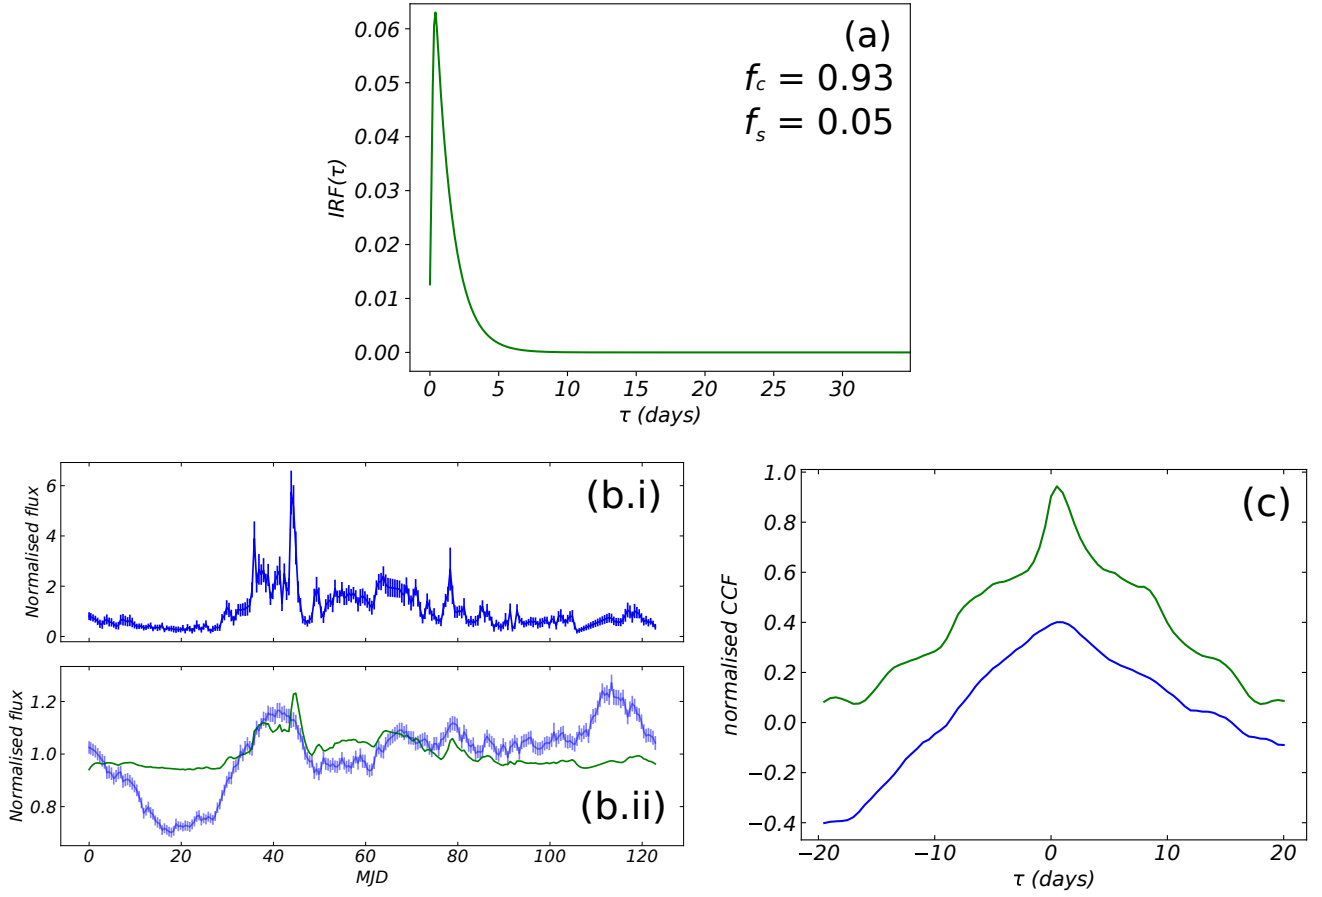 (a)
f_c = 0.93
f_s = 0.05
IRF(τ)
0.06
0.05
0.04
0.03
0.02
0.01
0.00
0 5 10 15 20 25 30
τ (days)
(b.i)
Normalised flux
6
4
2
0
(b.ii)
Normalised flux
1.2
1.0
0.8
0 20 40 60 80 100 120
MJD
(c)
normalised CCF
1.0
0.8
0.6
0.4
0.2
0.0
−0.2
−0.4
−20 −10 0 10 20
τ (days)